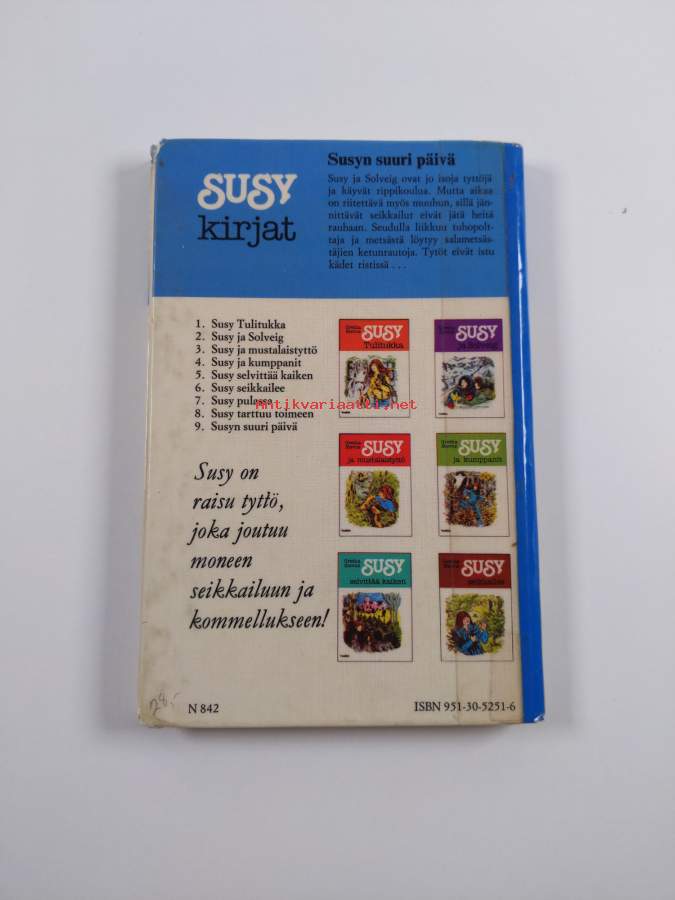 SUSY
kirjat
Susyn suuri päivä
Susy ja Solveig ovat jo isoja tyttöjä
ja käyvät rippikoulua. Mutta aikaa
on riitettävä myös muuhun, sillä jän-
nittävät seikkailut eivät jätä heitä
rauhaan. Seudulla liikkuu tuhopolt-
taja ja metsästä löytyy salametsäs-
täjien ketunrautoja. Tytöt eivät istu
kädet ristissä . . .
1. Susy Tulitukka
2. Susy ja Solveig
3. Susy ja mustalaistyttö
4. Susy ja kumppanit
5. Susy selvittää kaiken
6. Susy seikkailee
7. Susy pulassa
8. Susy tarttuu toimeen
9. Susyn suuri päivä
Antikvariaatti.net
Susy on
raisu tyttö,
joka joutuu
moneen
seikkailuun ja
kommellukseen!
SUSY
Tulitukka
SUSY
ja Solveig
SUSY
ja mustalaistyttö
SUSY
ja kumppanit
SUSY
selvittää kaiken
SUSY
seikkailee
28,-
N 842
ISBN 951-30-5251-6